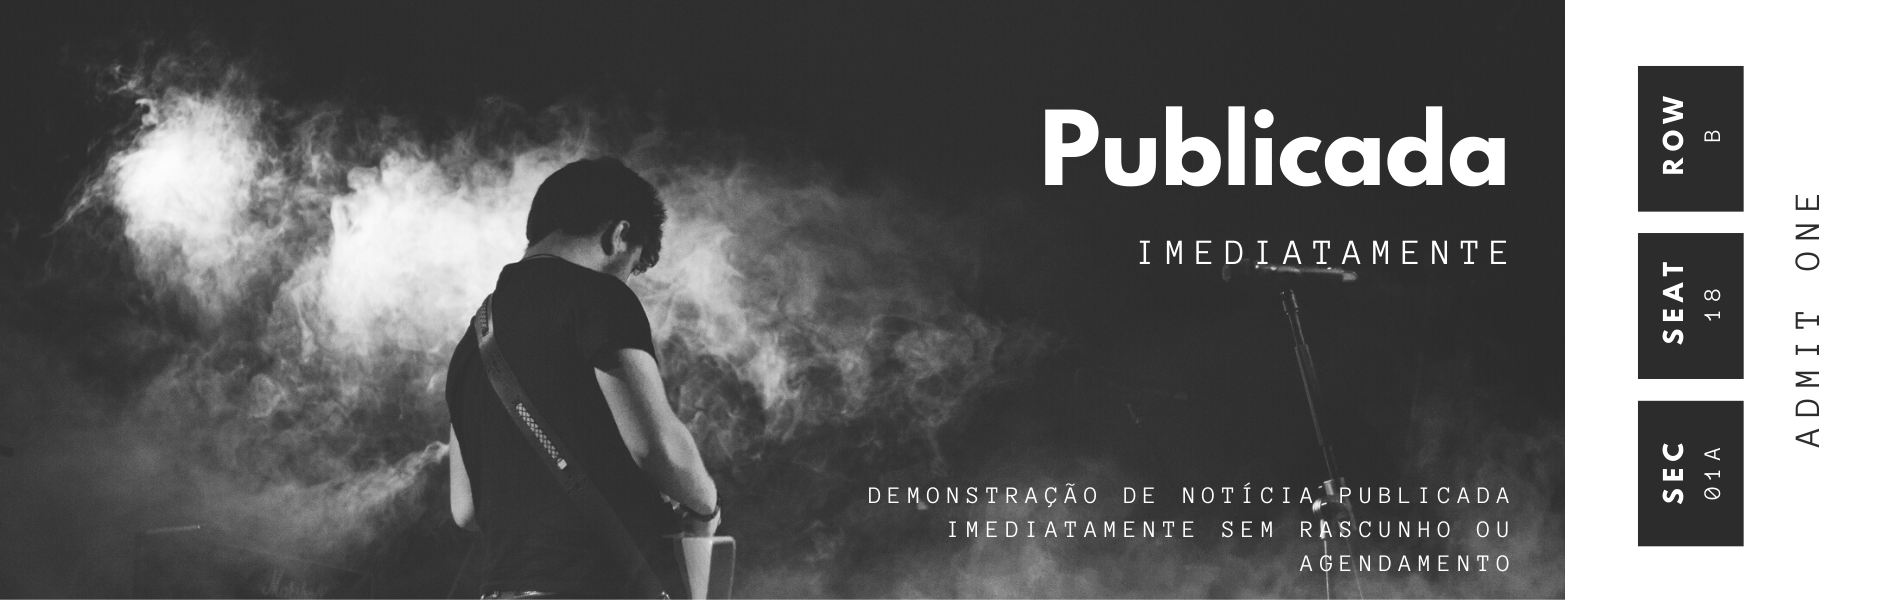 Publicada
IMEDIATAMENTE
DEMONSTRAÇÃO DE NOTÍCIA PUBLICADA
IMEDIATAMENTE SEM RASCUNHO OU
AGENDAMENTO
ROW
B
SEAT
18
SEC
01A
ADMIT ONE